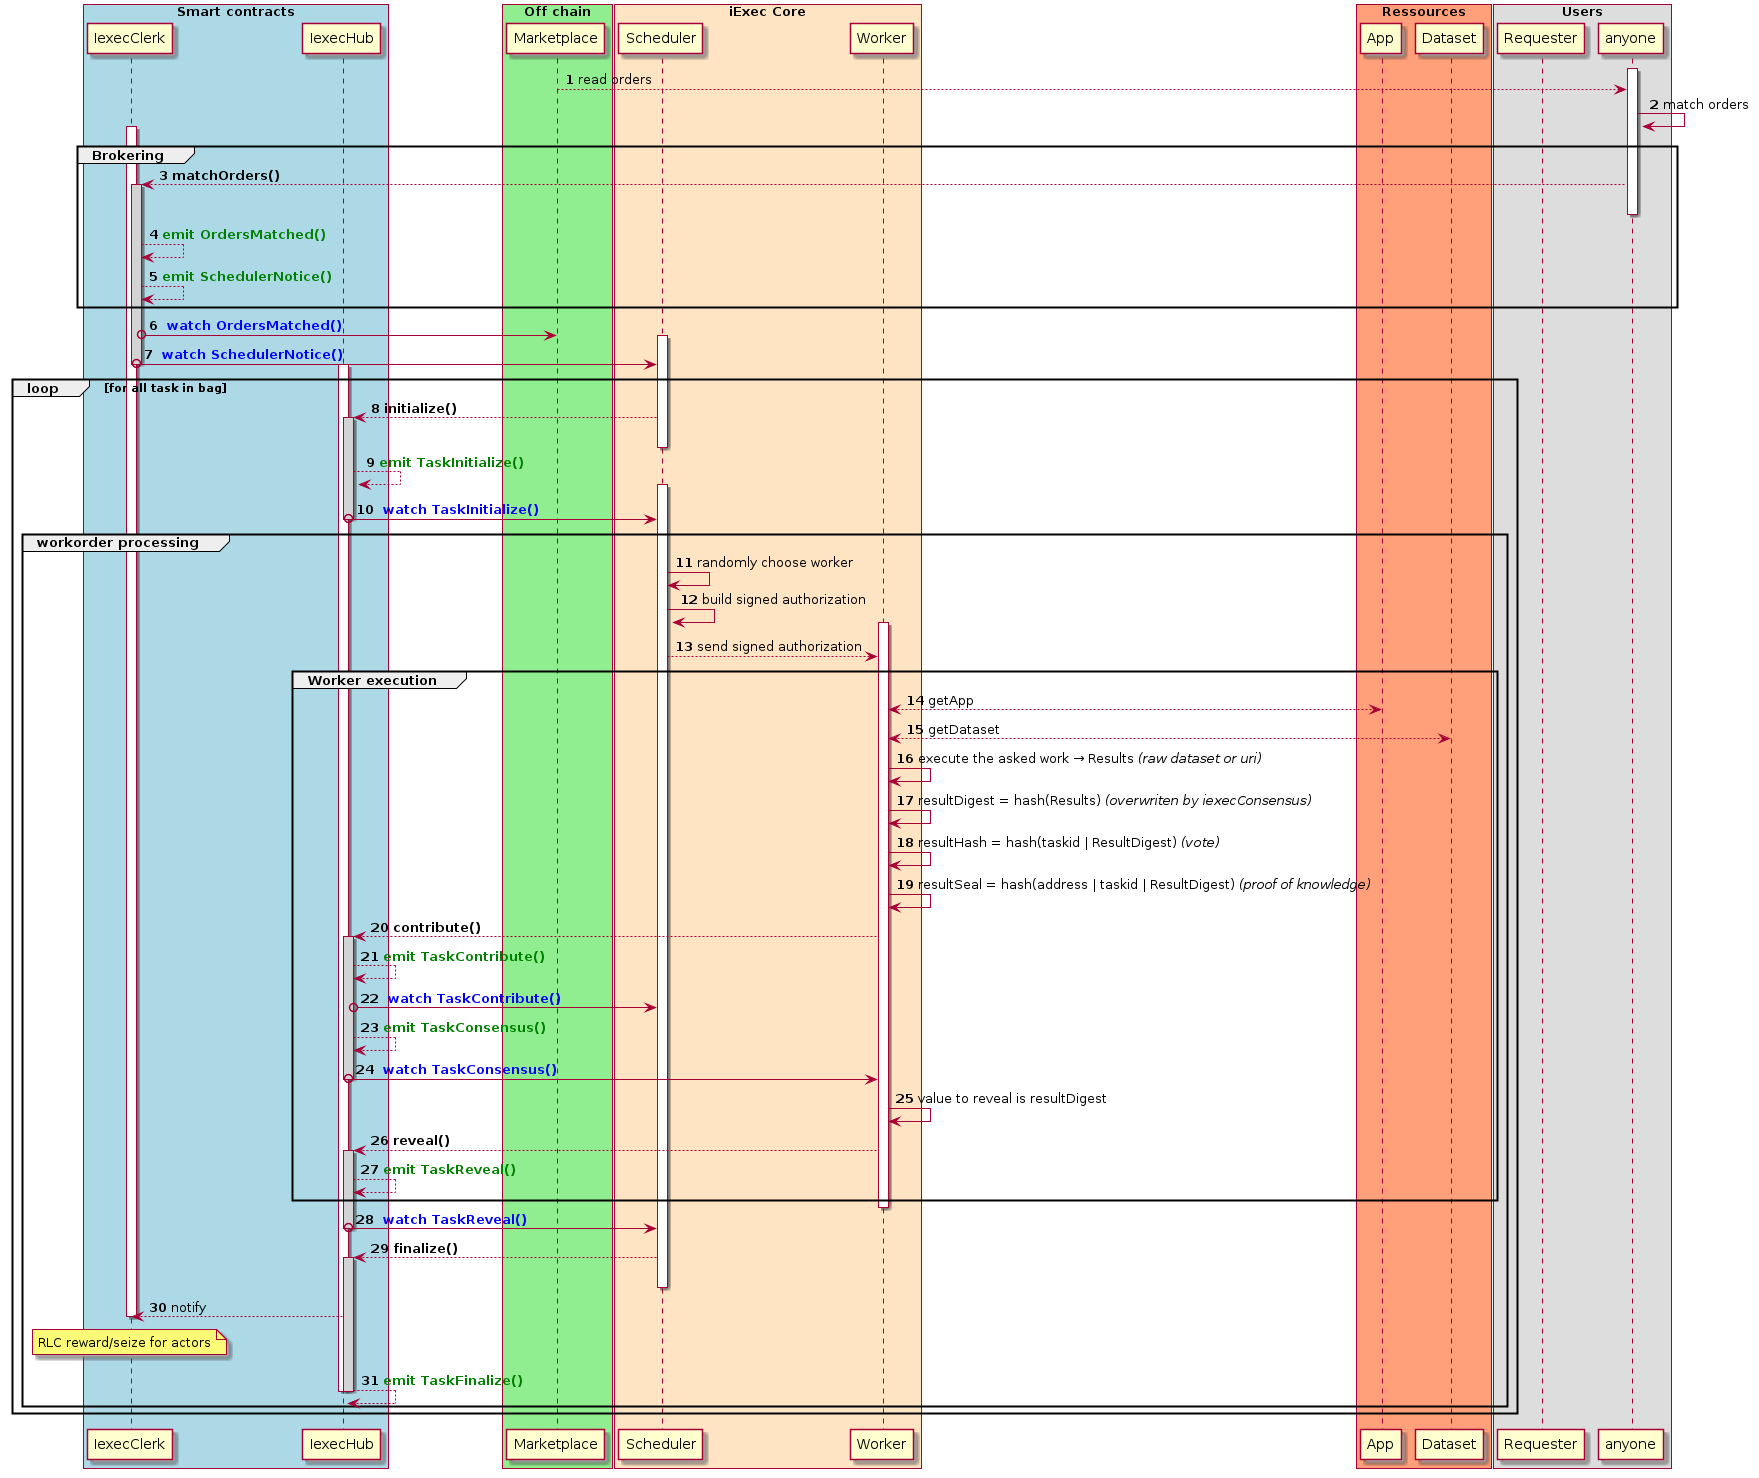 Smart contracts
Off chain
iExec Core
Ressources
Users
IexecClerk
IexecHub
Marketplace
Scheduler
Worker
App
Dataset
Requester
anyone
1 read orders
2 match orders
Brokering
3 matchOrders()
4 emit OrdersMatched()
5 emit SchedulerNotice()
6 watch OrdersMatched()
7 watch SchedulerNotice()
loop [for all task in bag]
8 initialize()
9 emit TaskInitialize()
10 watch TaskInitialize()
workorder processing
11 randomly choose worker
12 build signed authorization
13 send signed authorization
Worker execution
14 getApp
15 getDataset
16 execute the asked work → Results (raw dataset or uri)
17 resultDigest = hash(Results) (overwriten by iexecConsensus)
18 resultHash = hash(taskid | ResultDigest) (vote)
19 resultSeal = hash(address | taskid | ResultDigest) (proof of knowledge)
20 contribute()
21 emit TaskContribute()
22 watch TaskContribute()
23 emit TaskConsensus()
24 watch TaskConsensus()
25 value to reveal is resultDigest
26 reveal()
27 emit TaskReveal()
28 watch TaskReveal()
29 finalize()
30 notify
RLC reward/seize for actors
31 emit TaskFinalize()
IexecClerk
IexecHub
Marketplace
Scheduler
Worker
App
Dataset
Requester
anyone